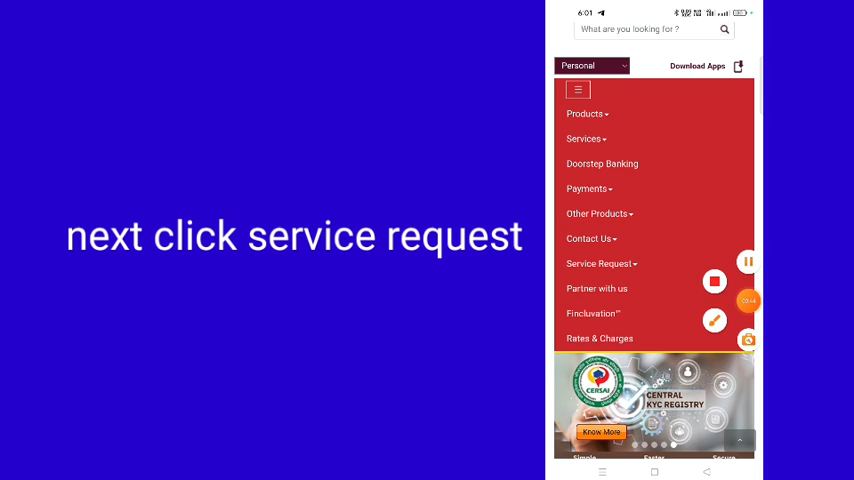 next click service request
6:01
What are you looking for ?
Personal
Download Apps
Products
Services
Doorstep Banking
Payments
Other Products
Contact Us
Service Request
Partner with us
Fincluvation™
Rates & Charges
CERSAI
CENTRAL
KYC REGISTRY
Know More
Simple Faster Secure